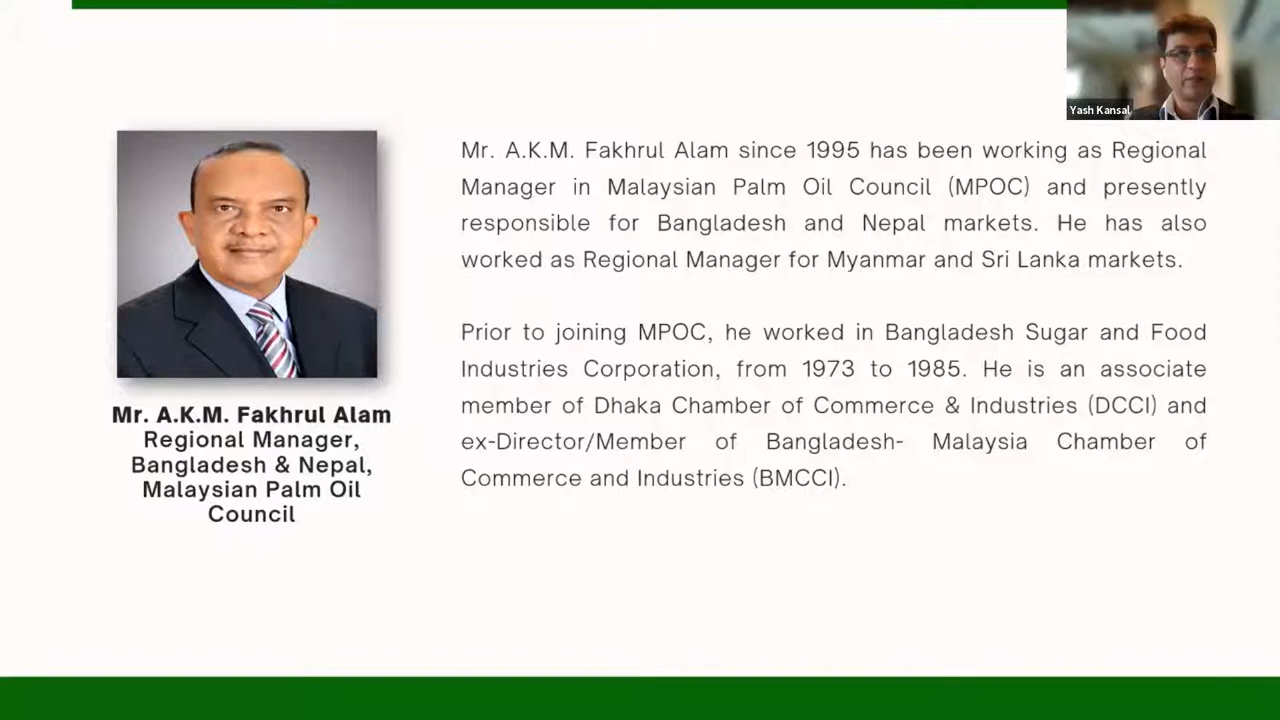 Yash Kansal
Mr. A.K.M. Fakhrul Alam since 1995 has been working as Regional
Manager in Malaysian Palm Oil Council (MPOC) and presently
responsible for Bangladesh and Nepal markets. He has also
worked as Regional Manager for Myanmar and Sri Lanka markets.
Prior to joining MPOC, he worked in Bangladesh Sugar and Food
Industries Corporation, from 1973 to 1985. He is an associate
member of Dhaka Chamber of Commerce & Industries (DCCI) and
ex-Director/Member of Bangladesh- Malaysia Chamber of
Commerce and Industries (BMCCI).
Mr. A.K.M. Fakhrul Alam
Regional Manager,
Bangladesh & Nepal,
Malaysian Palm Oil
Council